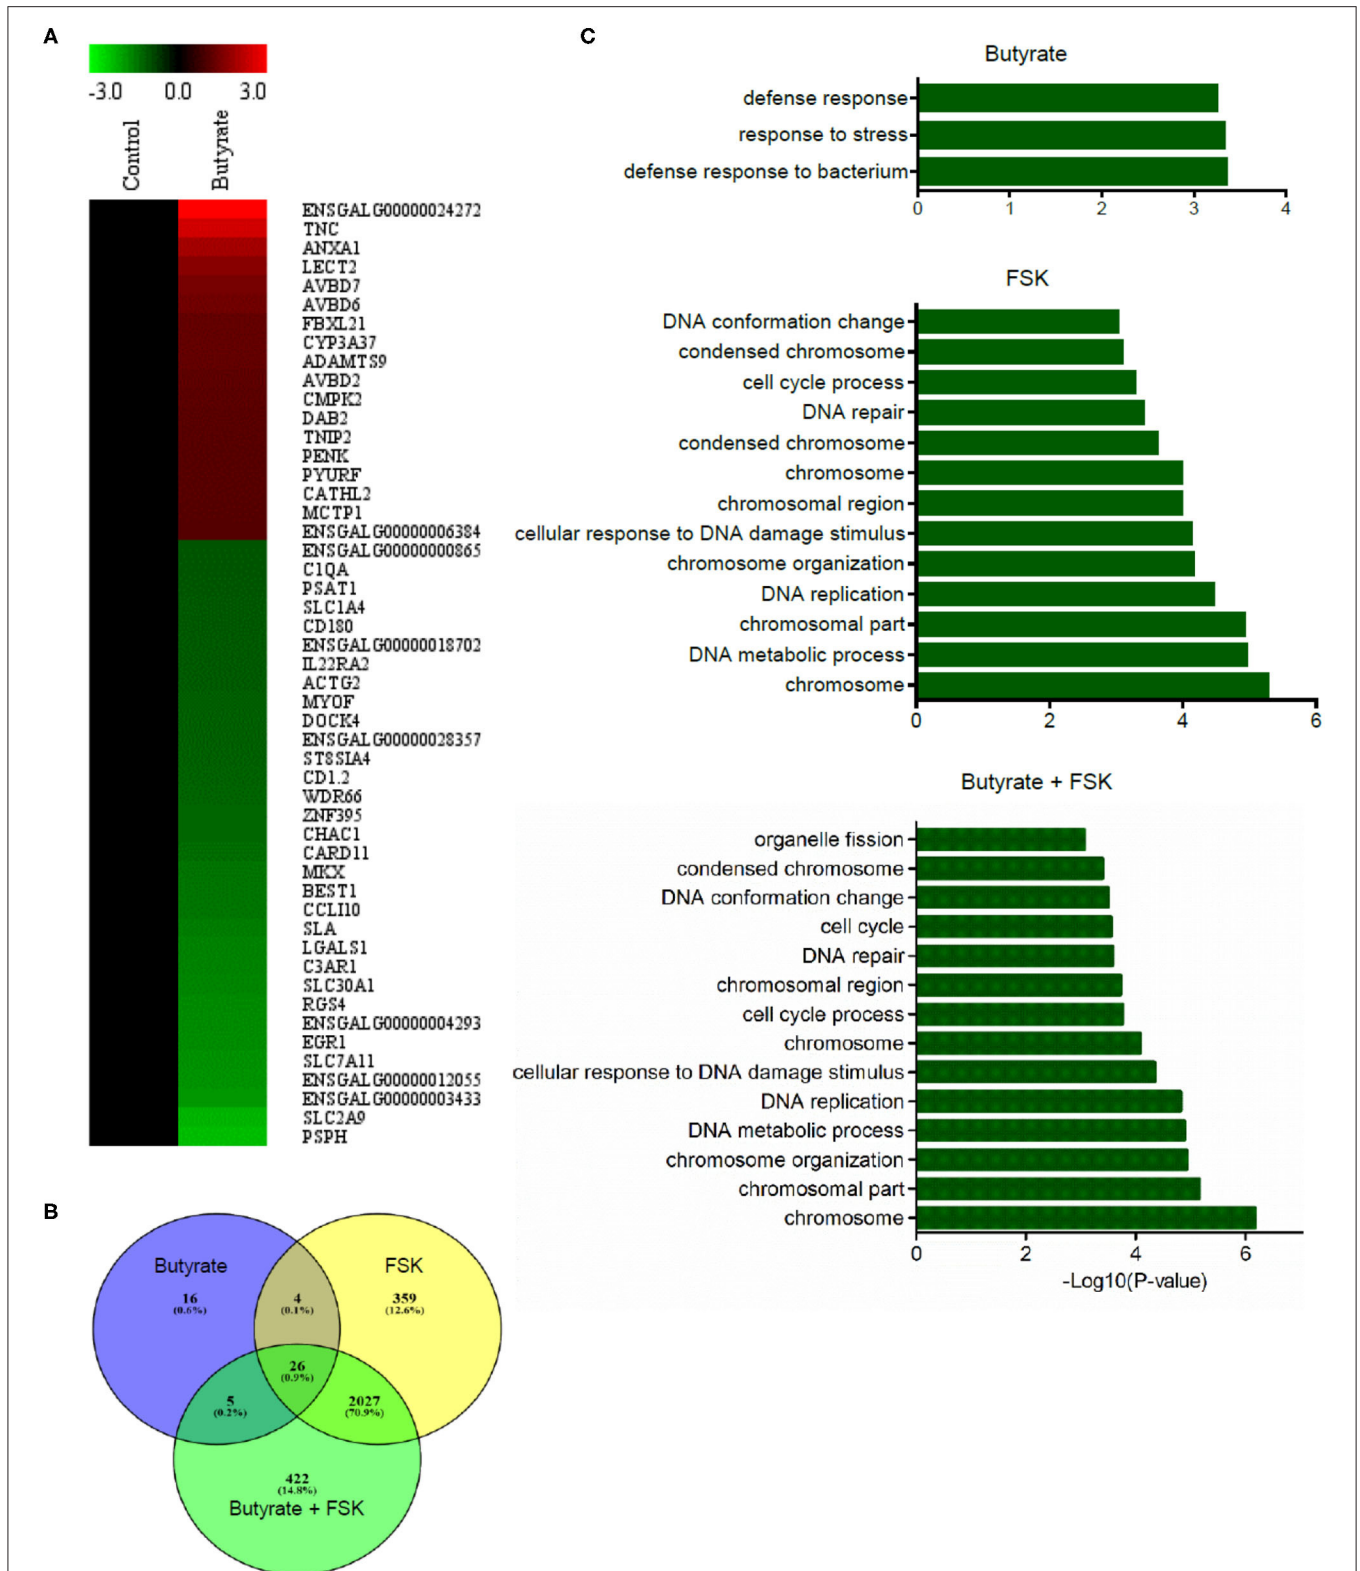 A
-3.0 0.0 3.0
Control
Butyrate
ENSGALG00000024272
TNC
ANXA1
LECT2
AVBD7
AVBD6
FBXL21
CYP3A37
ADAMTS9
AVBD2
CMPK2
DAB2
TNIP2
PENK
PYURF
CATHL2
MCTP1
ENSGALG00000006384
ENSGALG00000000865
C1QA
PSAT1
SLC1A4
CD180
ENSGALG00000018702
IL22RA2
ACTG2
MYOF
DOCK4
ENSGALG00000028357
ST8SIA4
CD1.2
WDR66
ZNF395
CHAC1
CARD11
MKX
BEST1
CCLI10
SLA
LGALS1
C3AR1
SLC30A1
RGS4
ENSGALG00000004293
EGR1
SLC7A11
ENSGALG00000012055
ENSGALG00000003433
SLC2A9
PSPH
B
Butyrate
16
(0.6%)
4
(0.1%)
FSK
359
(12.6%)
26
(0.9%)
5
(0.2%)
2027
(70.9%)
422
(14.8%)
Butyrate + FSK
C
Butyrate
defense response
response to stress
defense response to bacterium
0 1 2 3 4
FSK
DNA conformation change
condensed chromosome
cell cycle process
DNA repair
condensed chromosome
chromosome
chromosomal region
cellular response to DNA damage stimulus
chromosome organization
DNA replication
chromosomal part
DNA metabolic process
chromosome
0 2 4 6
Butyrate + FSK
organelle fission
condensed chromosome
DNA conformation change
cell cycle
DNA repair
chromosomal region
cell cycle process
chromosome
cellular response to DNA damage stimulus
DNA replication
DNA metabolic process
chromosome organization
chromosomal part
chromosome
0 2 4 6
-Log10(P-value)